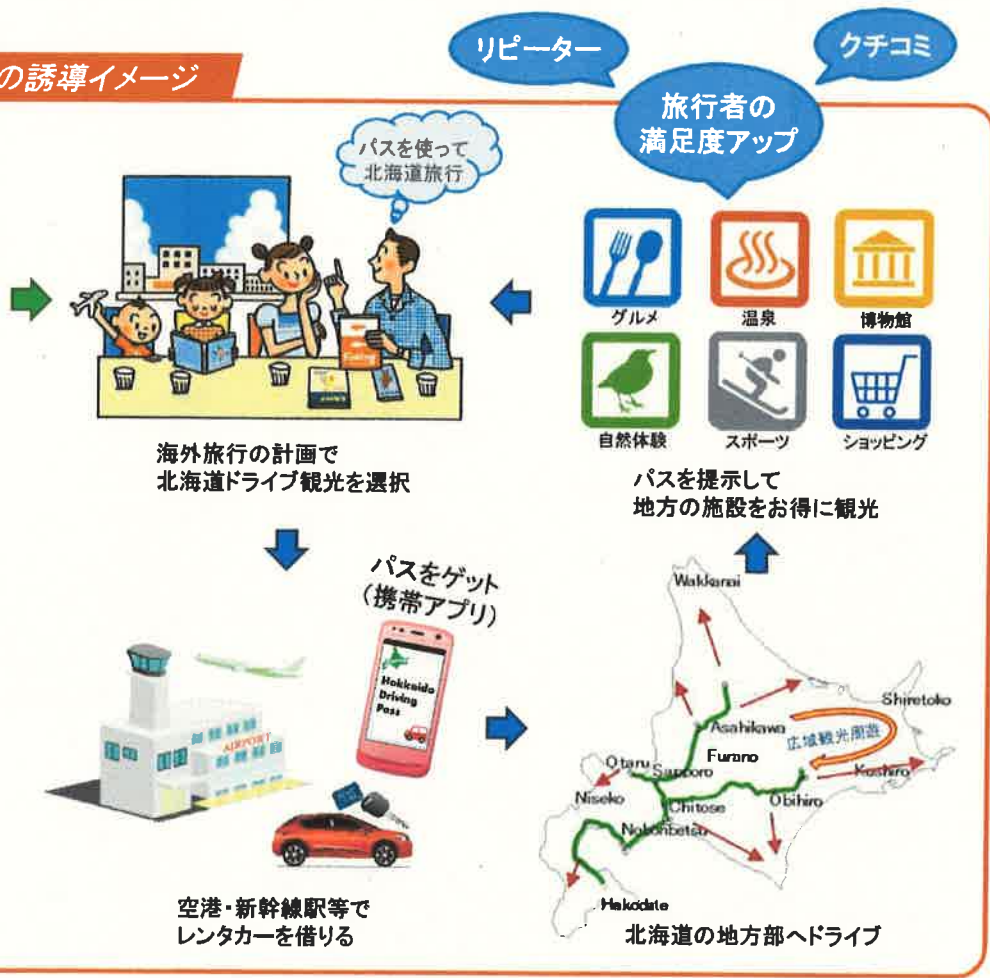 の誘導イメージ
リピーター
クチコミ
旅行者の
満足度アップ
パスを使って
北海道旅行
グルメ
温泉
博物館
自然体験
スポーツ
ショッピング
海外旅行の計画で
北海道ドライブ観光を選択
パスを提示して
地方の施設をお得に観光
パスをゲット
(携帯アプリ)
Hokkaido
Driving
Pass
AIRPORT
空港・新幹線駅等で
レンタカーを借りる
Wakkanai
Shiretoko
Asahikawa
広域観光周遊
Furano
Otaru
Sapporo
Kushiro
Niseko
Chitose
Obihiro
Noboribetsu
Hakodate
北海道の地方部へドライブ